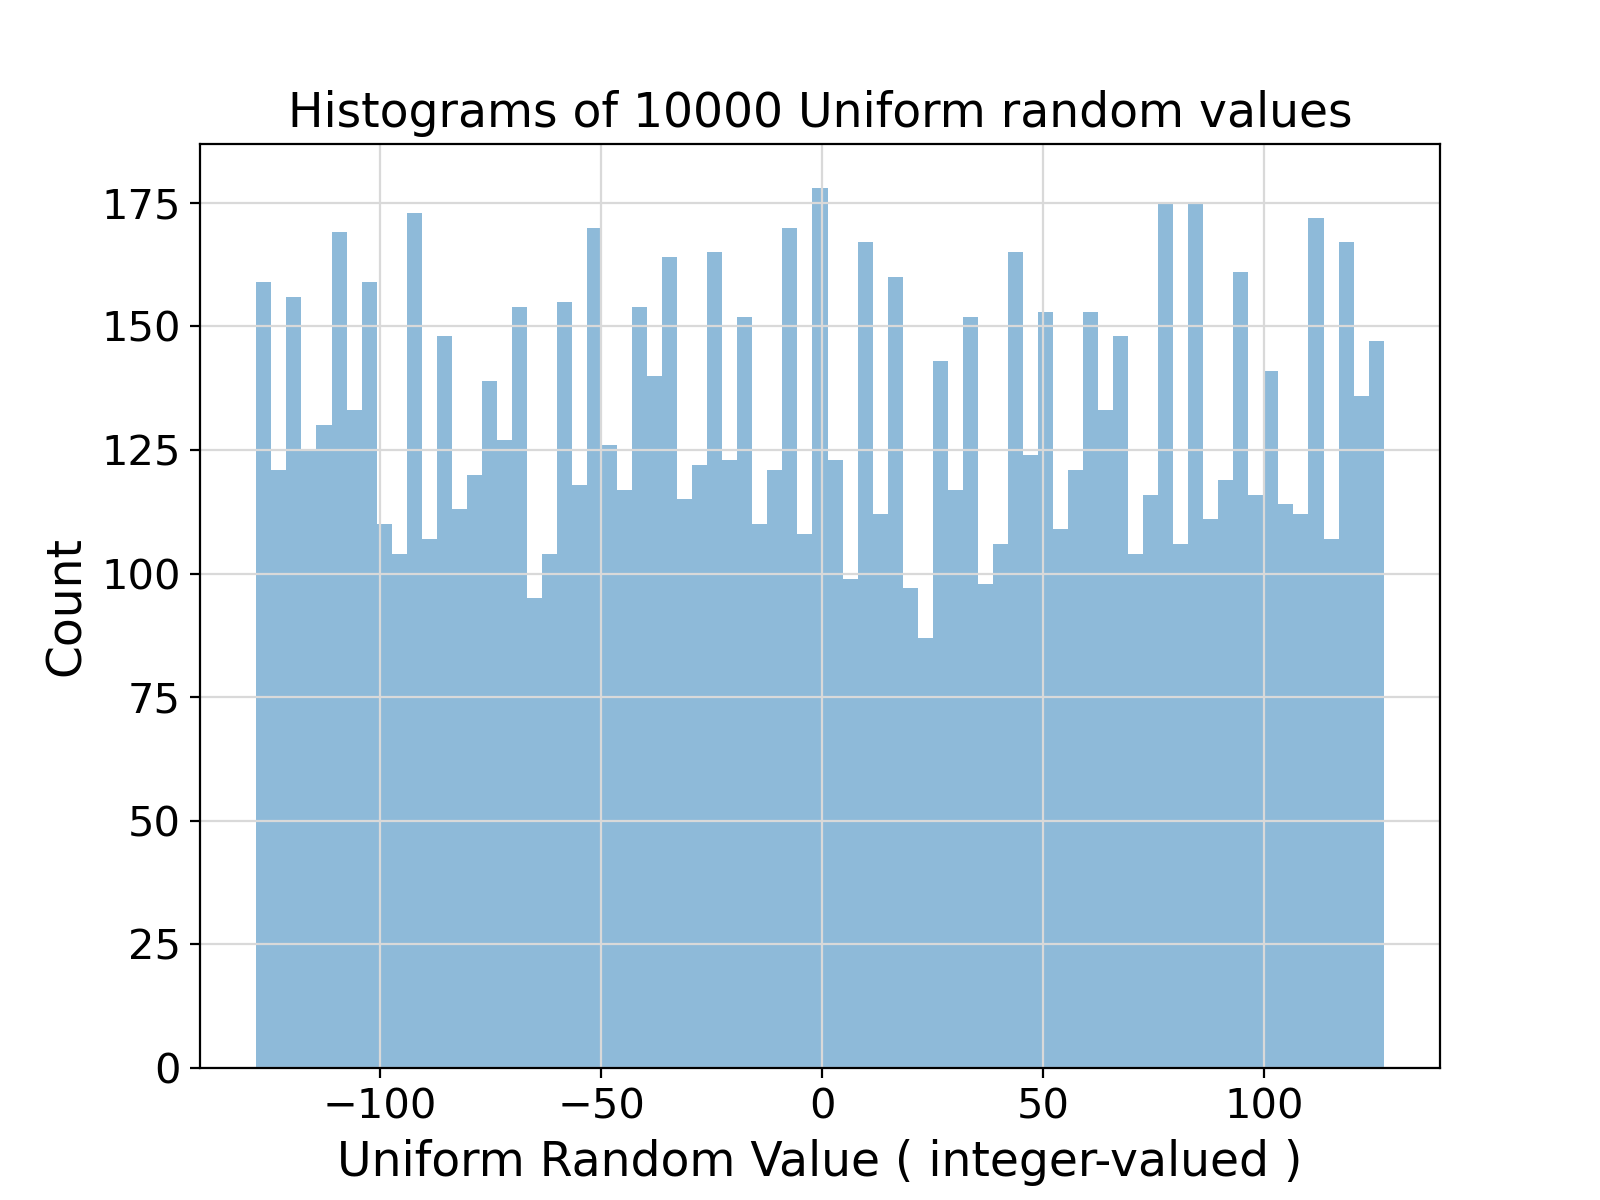 Histograms of 10000 Uniform random values
175
150
125
100
75
50
25
0
Count
−100 −50 0 50 100
Uniform Random Value ( integer-valued )